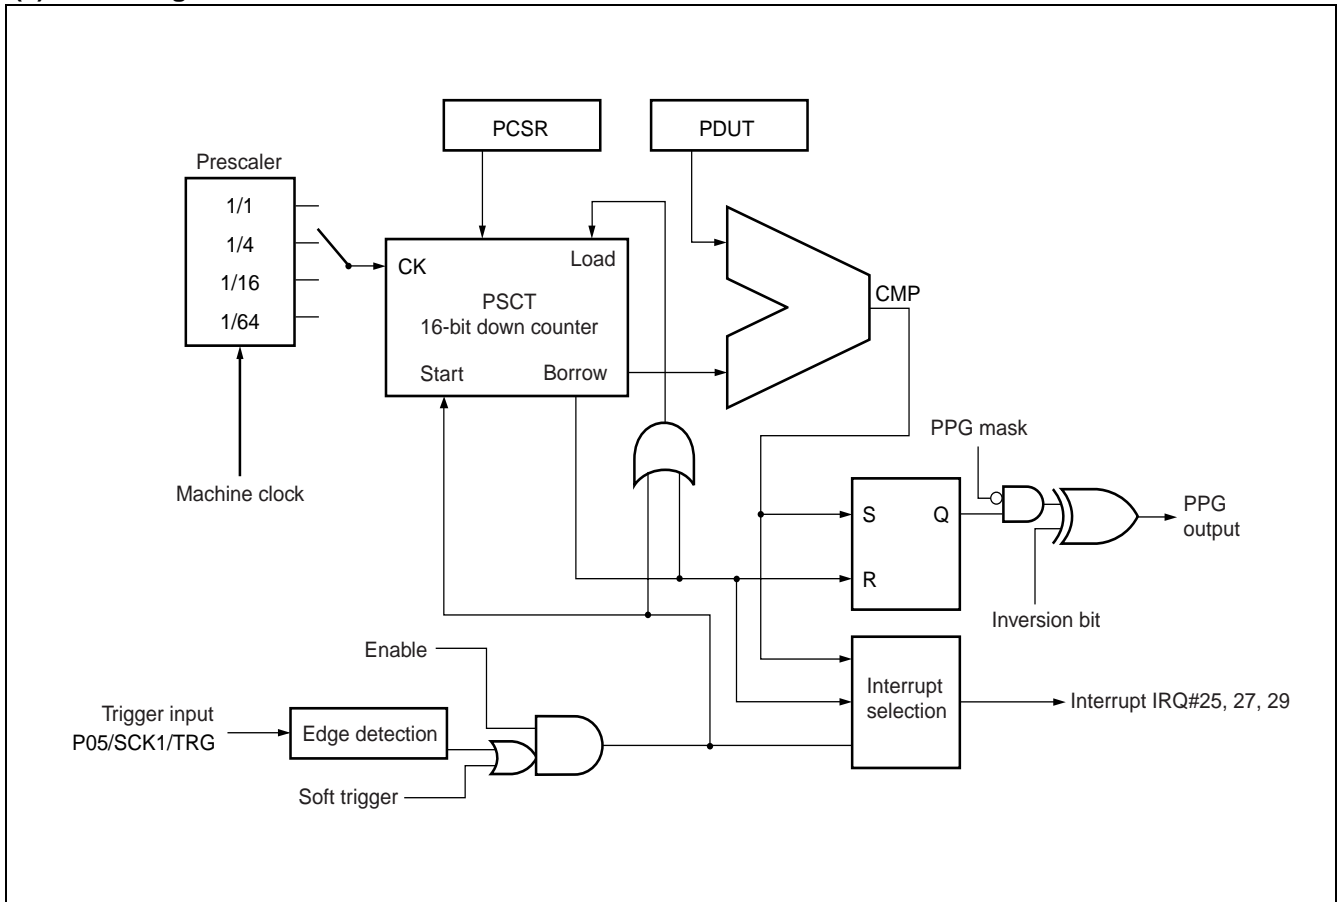 PCSR
PDUT
Prescaler
1/1
1/4
1/16
1/64
CK
Load
PSCT
16-bit down counter
Start
Borrow
CMP
Machine clock
PPG mask
S
Q
R
PPG
output
Inversion bit
Enable
Interrupt
selection
Interrupt IRQ#25, 27, 29
Trigger input
P05/SCK1/TRG
Edge detection
Soft trigger